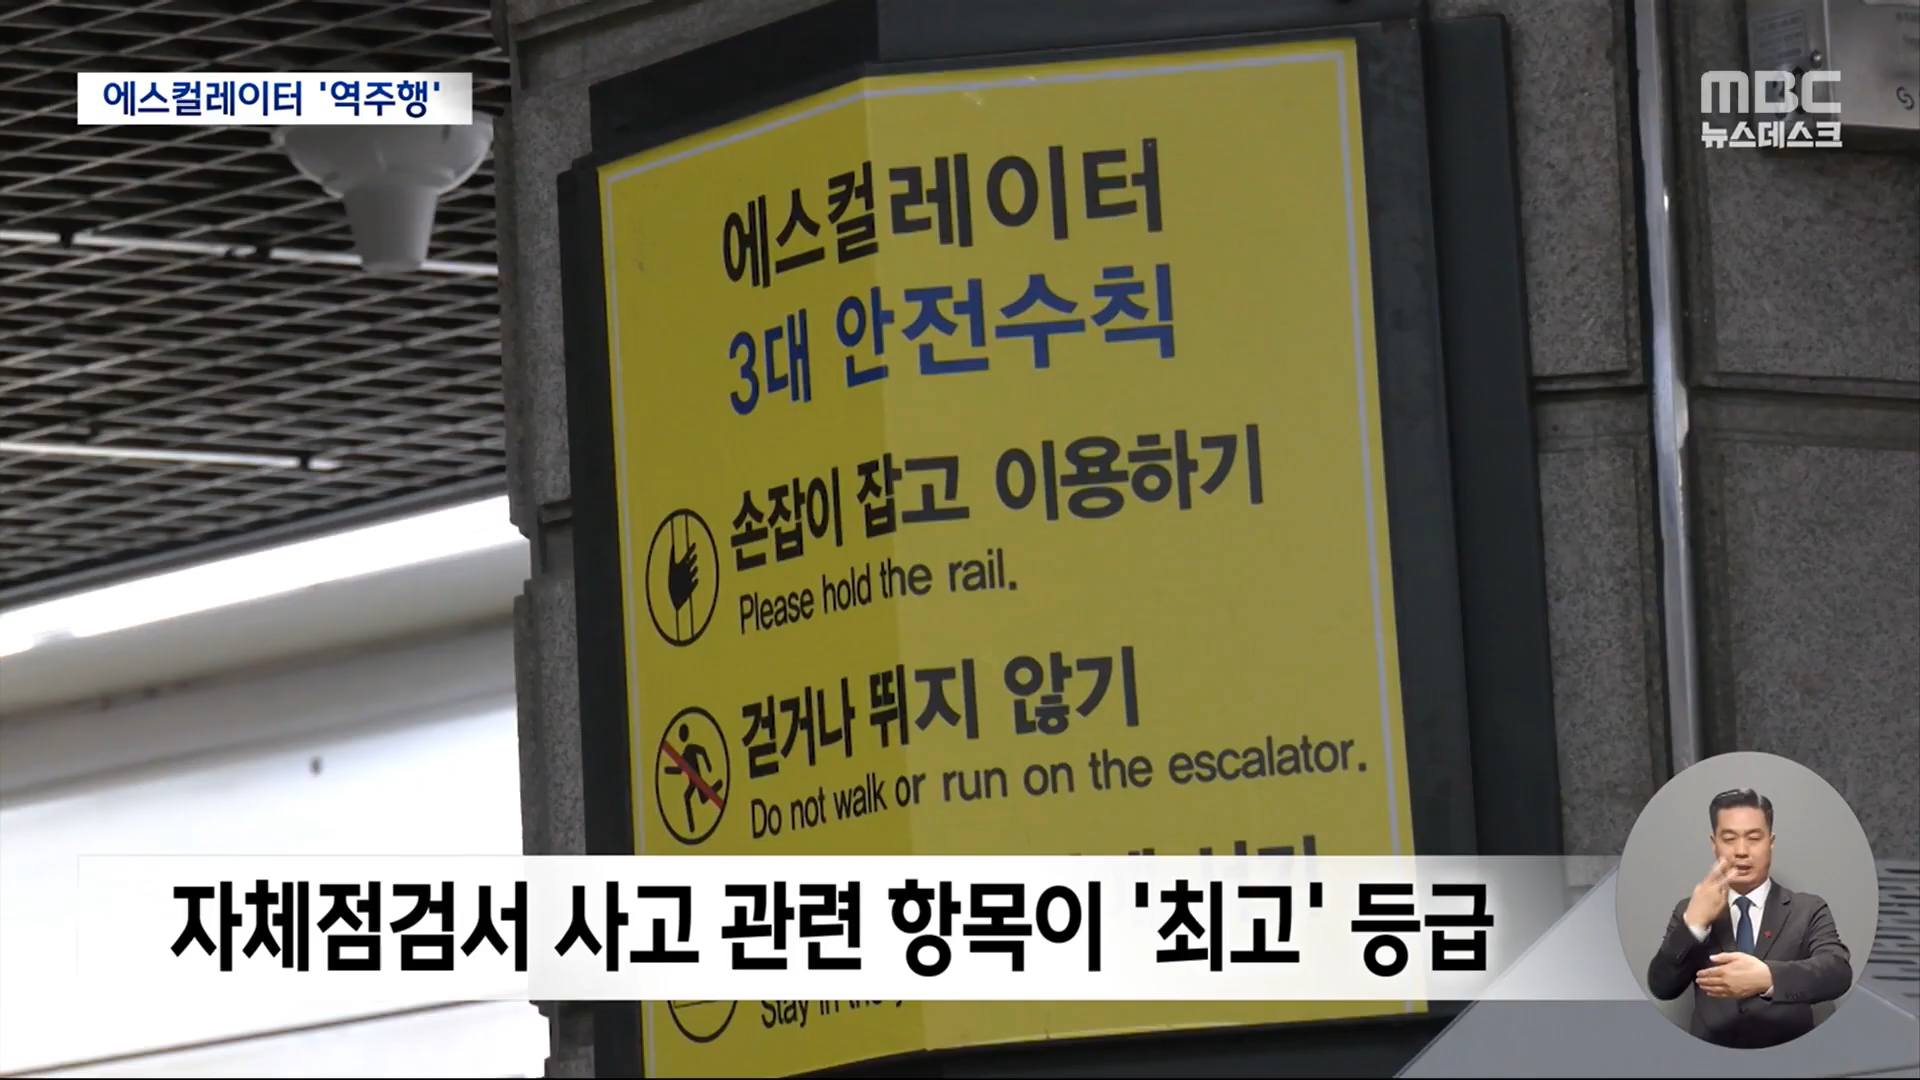 에스컬레이터 '역주행'
MBC
뉴스데스크
에스컬레이터
3대 안전수칙
손잡이 잡고 이용하기
Please hold the rail.
걷거나 뛰지 않기
Do not walk or run on the escalator.
자체점검서 사고 관련 항목이 '최고' 등급
Stay in the